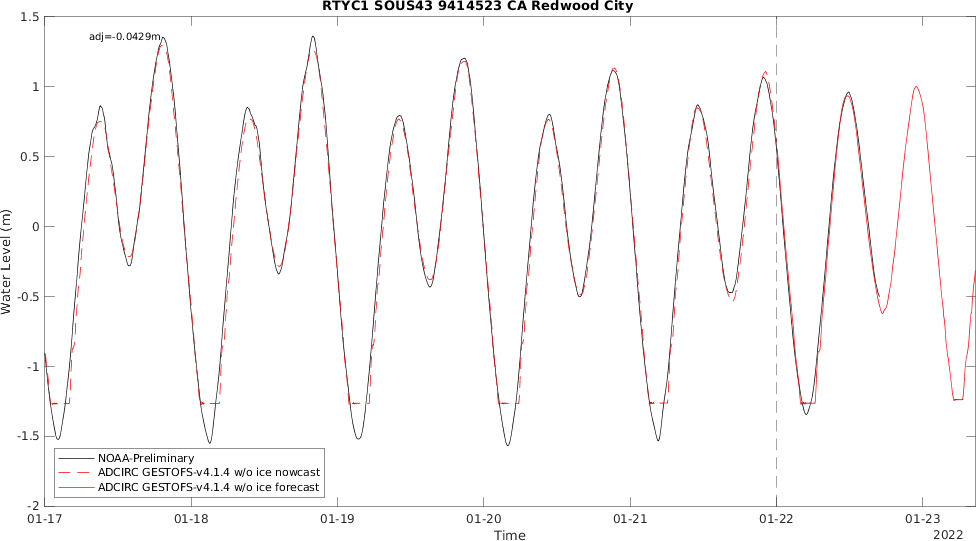 RTYC1 SOUS43 9414523 CA Redwood City
adj=-0.0429m
1.5
1
0.5
0
-0.5
-1
-1.5
-2
Water Level (m)
NOAA-Preliminary
ADCIRC GESTOFS-v4.1.4 w/o ice nowcast
ADCIRC GESTOFS-v4.1.4 w/o ice forecast
01-17 01-18 01-19 01-20 01-21 01-22 01-23
Time
2022